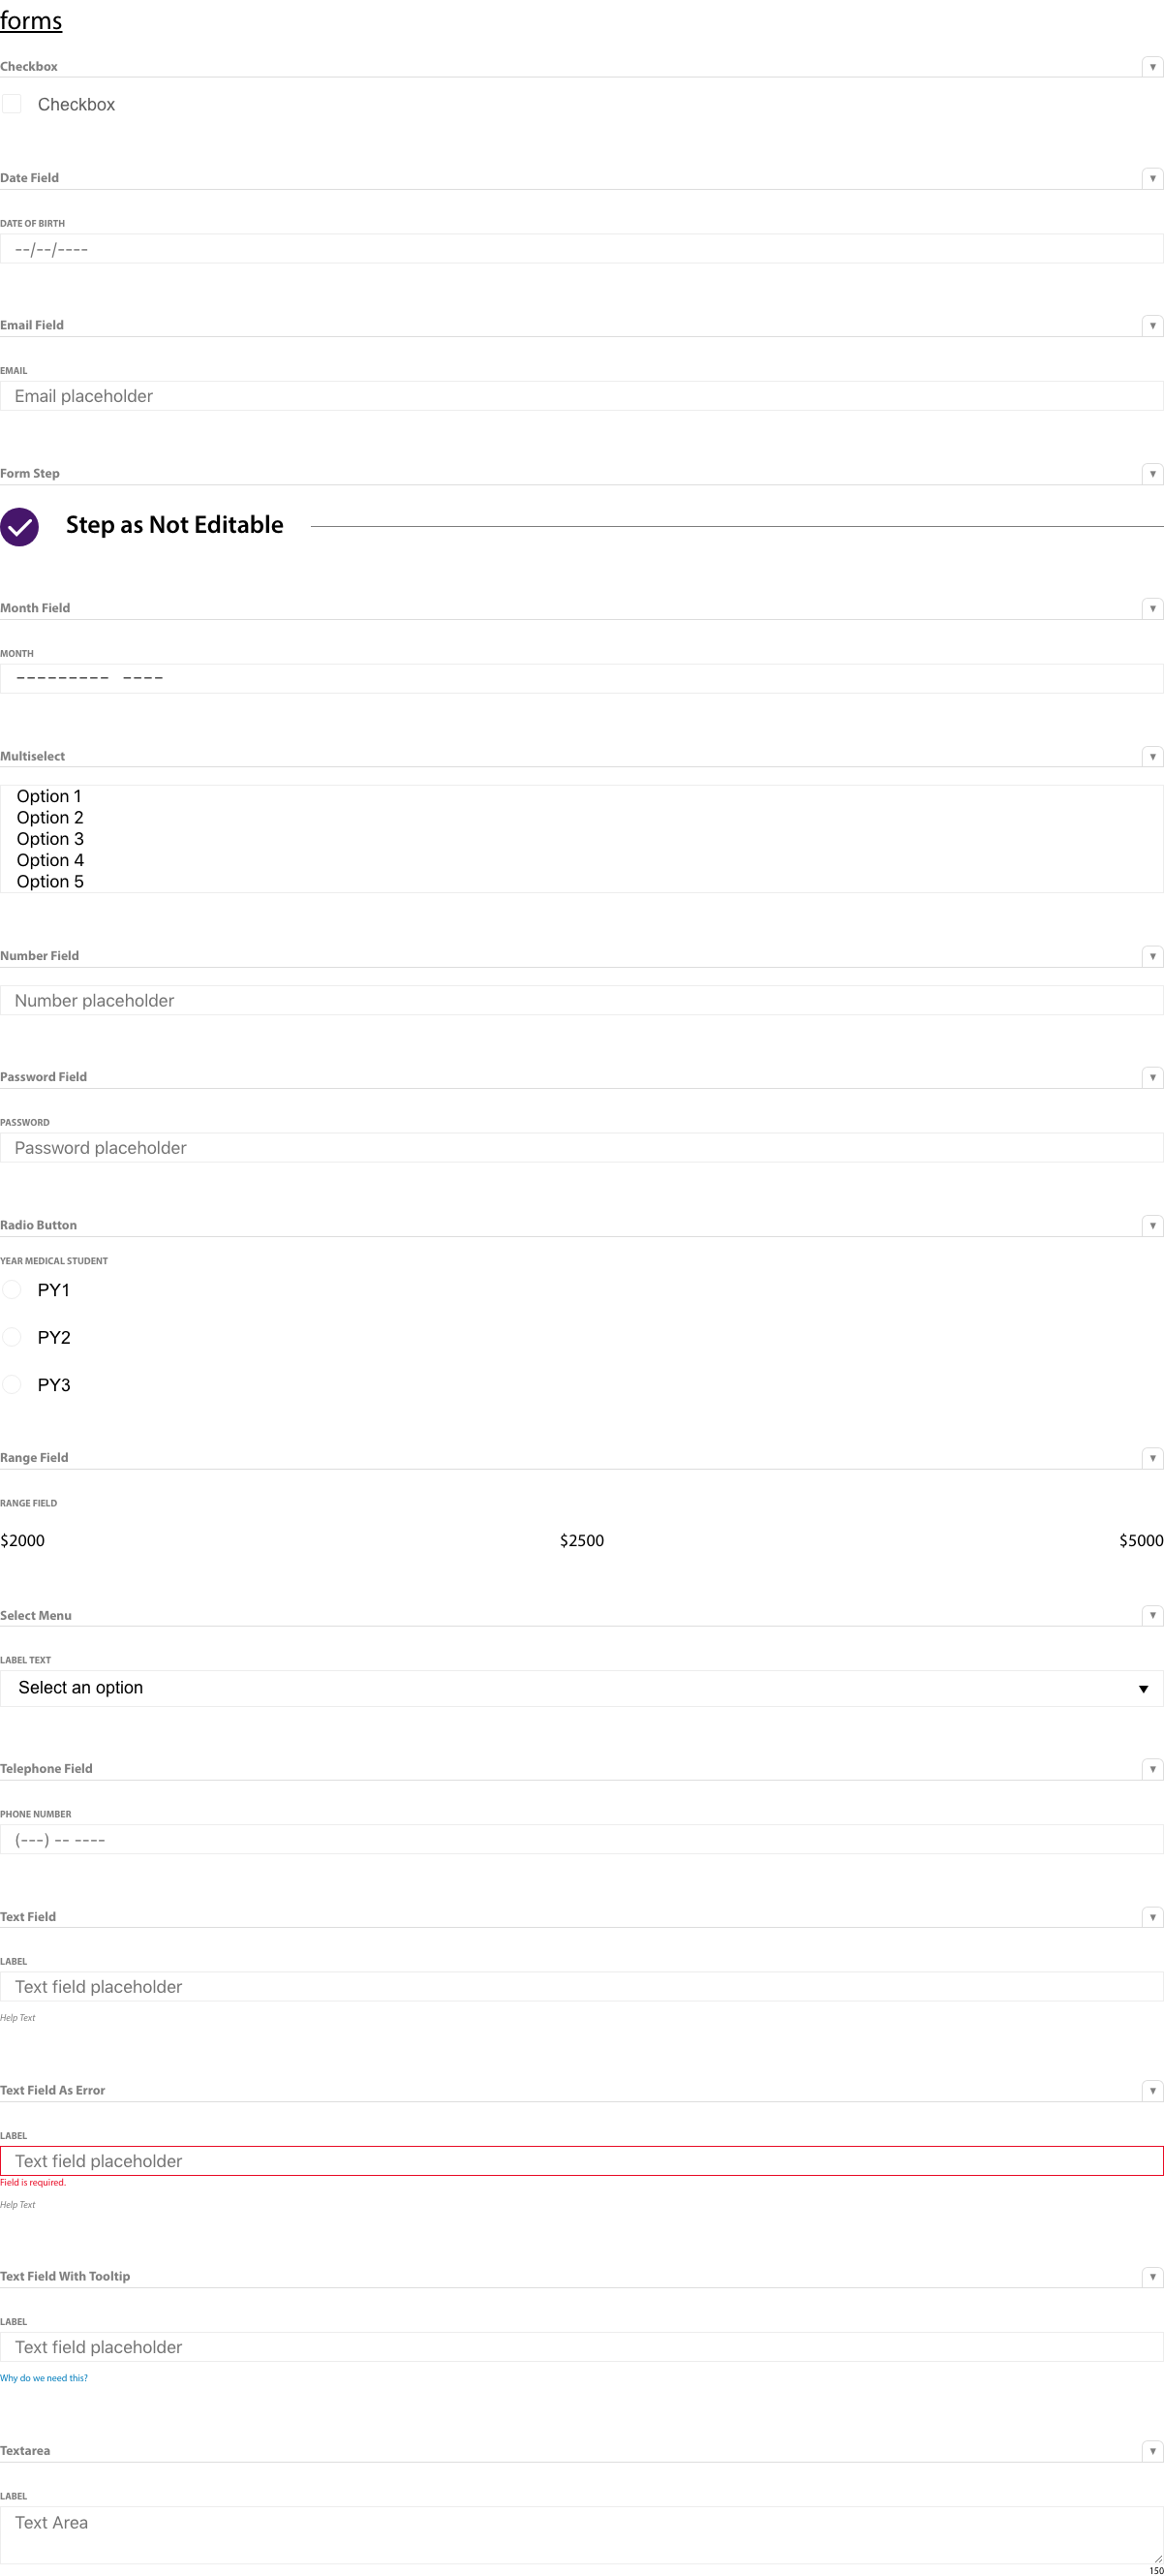 forms
Checkbox
Checkbox
Date Field
DATE OF BIRTH
--/--/----
Email Field
EMAIL
Email placeholder
Form Step
Step as Not Editable
Month Field
MONTH
--------- ----
Multiselect
Option 1
Option 2
Option 3
Option 4
Option 5
Number Field
Number placeholder
Password Field
PASSWORD
Password placeholder
Radio Button
YEAR MEDICAL STUDENT
PY1
PY2
PY3
Range Field
RANGE FIELD
$2000 $2500 $5000
Select Menu
LABEL TEXT
Select an option
Telephone Field
PHONE NUMBER
(---) -- ----
Text Field
LABEL
Text field placeholder
Help Text
Text Field As Error
LABEL
Text field placeholder
Field is required.
Help Text
Text Field With Tooltip
LABEL
Text field placeholder
Why do we need this?
Textarea
LABEL
Text Area
150